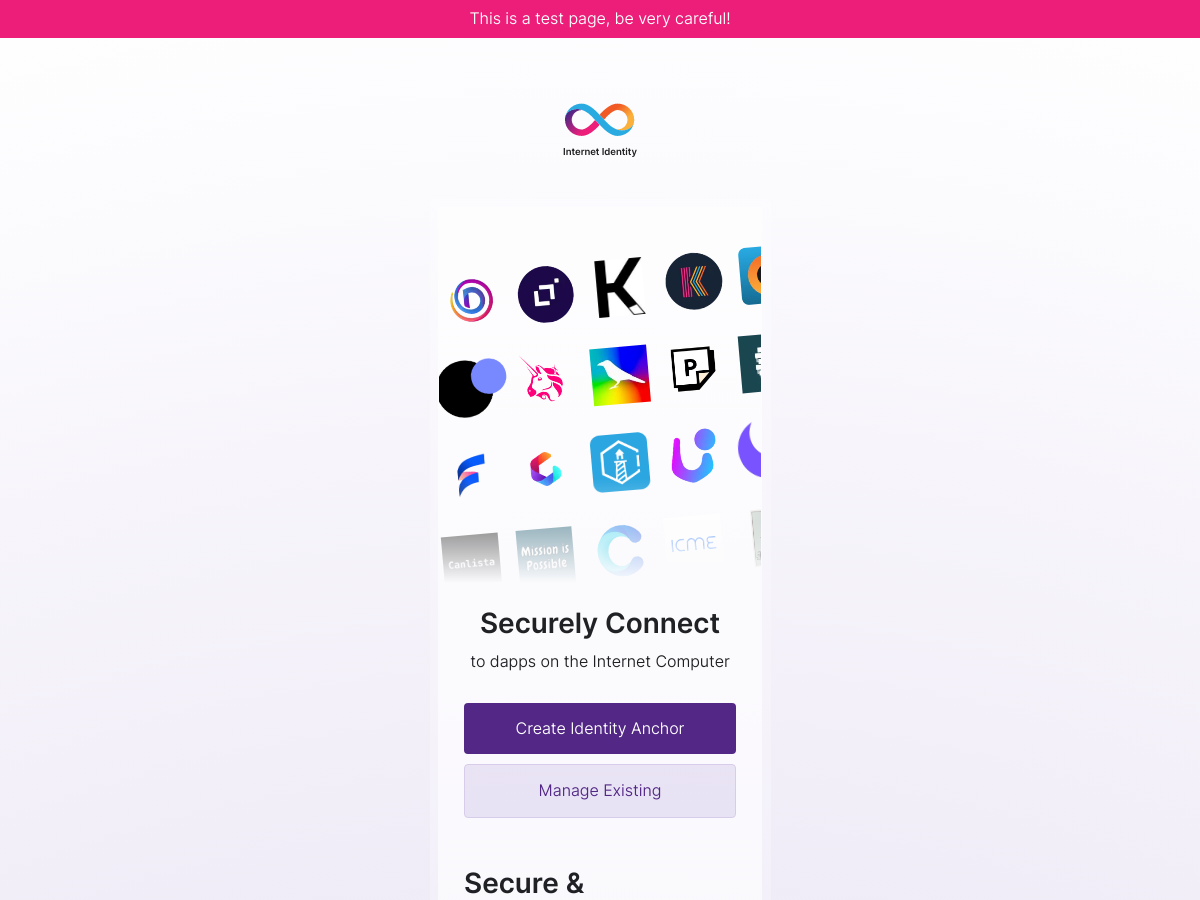 This is a test page, be very careful!
Internet Identity
D
K
K
P
Canlista
Mission is
Possible
C
ICME
Securely Connect
to dapps on the Internet Computer
Create Identity Anchor
Manage Existing
Secure &